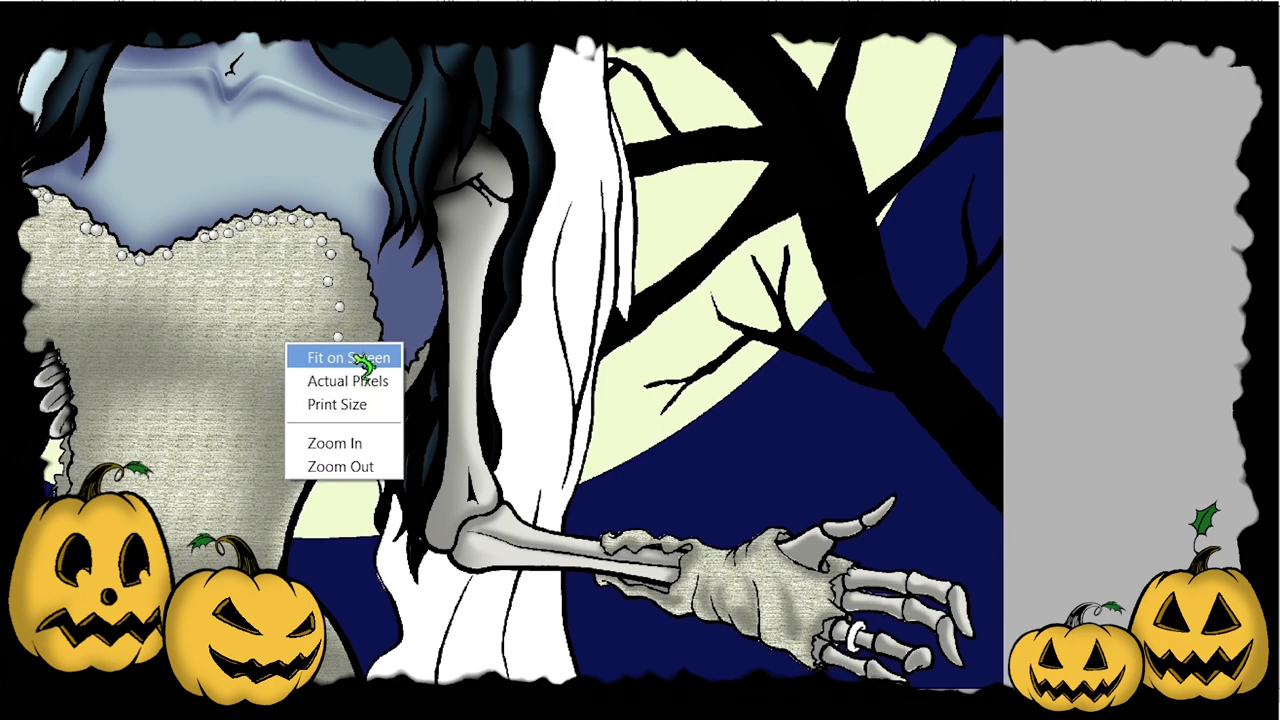 Fit on Screen
Actual Pixels
Print Size
Zoom In
Zoom Out